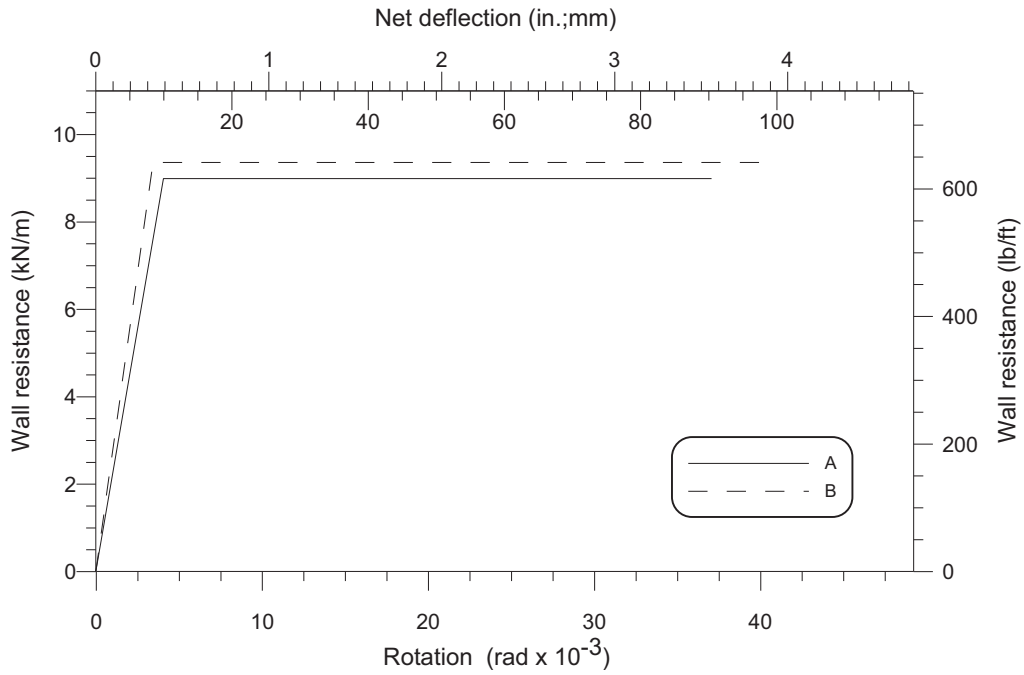 Net deflection (in.;mm)
0 1 2 3 4
20 40 60 80 100
Wall resistance (kN/m)
10
8
6
4
2
0
Wall resistance (lb/ft)
600
400
200
0
A
B
0 10 20 30 40
Rotation (rad x 10-3)